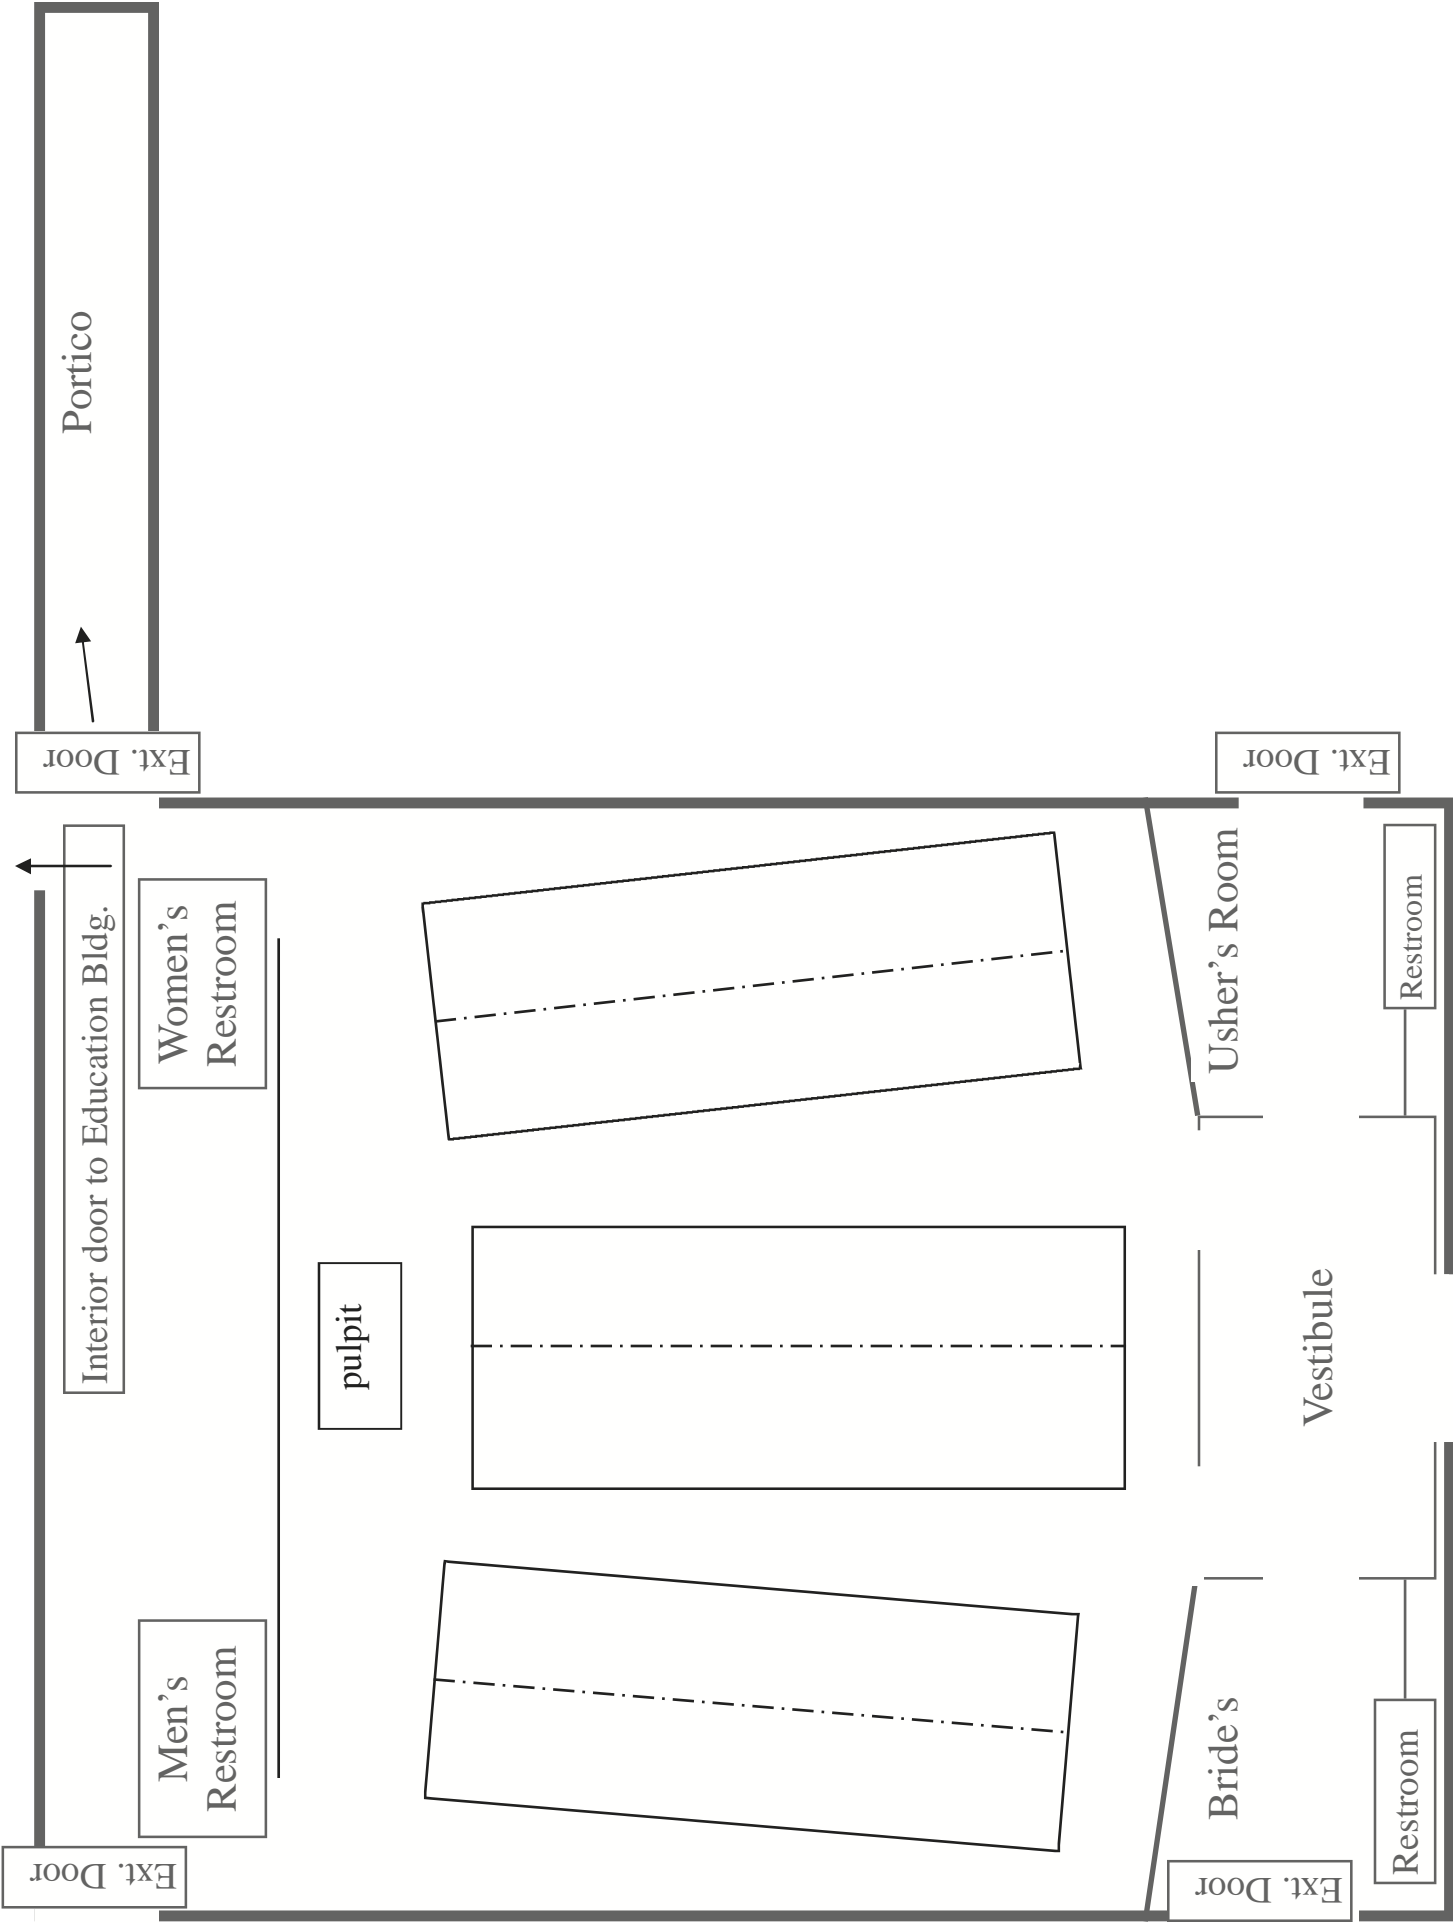 Ext. Door
Men's
Restroom
Interior door to Education Bldg.
Women's
Restroom
Ext. Door
Portico
pulpit
Ext. Door
Bride's
Restroom
Vestibule
Usher's Room
Restroom
Ext. Door